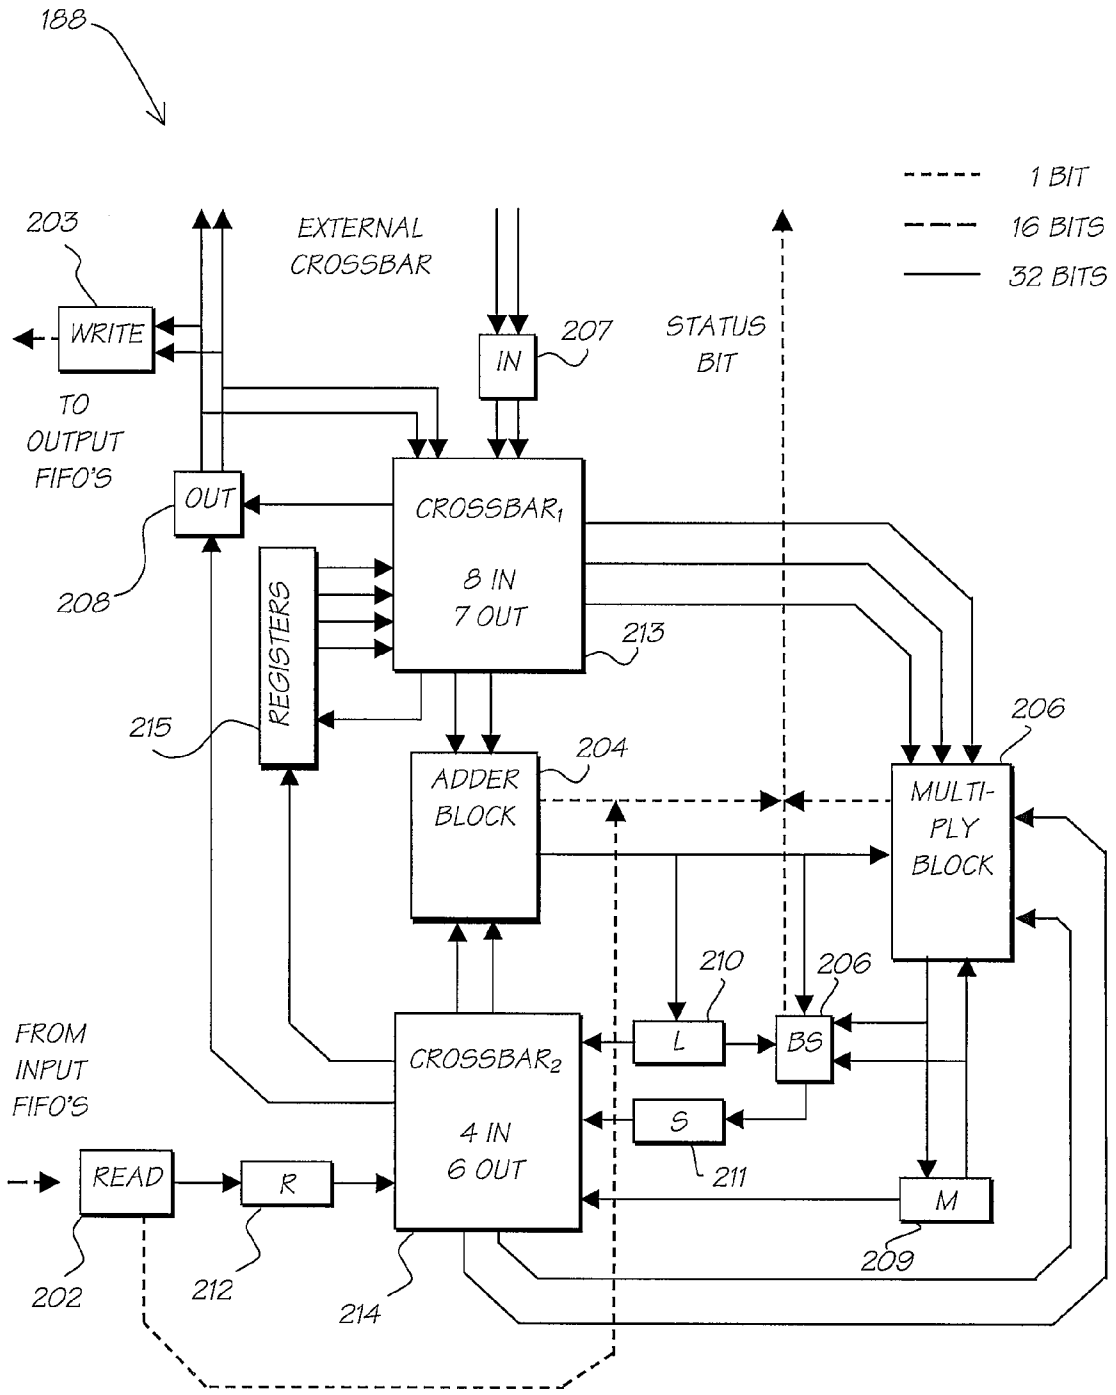 188
1 BIT
16 BITS
32 BITS
203
EXTERNAL
CROSSBAR
WRITE
207
IN
STATUS
BIT
TO
OUTPUT
FIFO'S
OUT
208
CROSSBAR₁
8 IN
7 OUT
213
REGISTERS
215
204
ADDER
BLOCK
206
MULTI-
PLY
BLOCK
210
206
L
BS
FROM
INPUT
FIFO'S
CROSSBAR₂
4 IN
6 OUT
S
211
READ
R
M
202
212
214
209